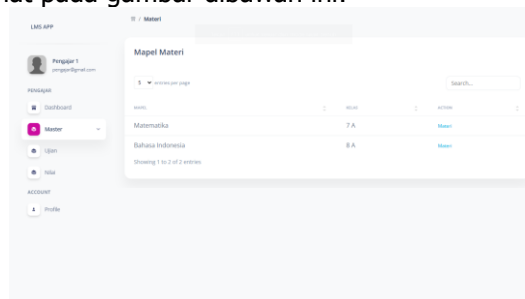 pada gambar dibawah ini.
LMS APP
/ Materi
Pengajar 1
pengajar@gmail.com
PENGAJAR
Dashboard
Master
Ujian
Nilai
ACCOUNT
Profile
Mapel Materi
5 entries per page
Search...
MAPEL KELAS ACTION
Matematika 7 A Materi
Bahasa Indonesia 8 A Materi
Showing 1 to 2 of 2 entries